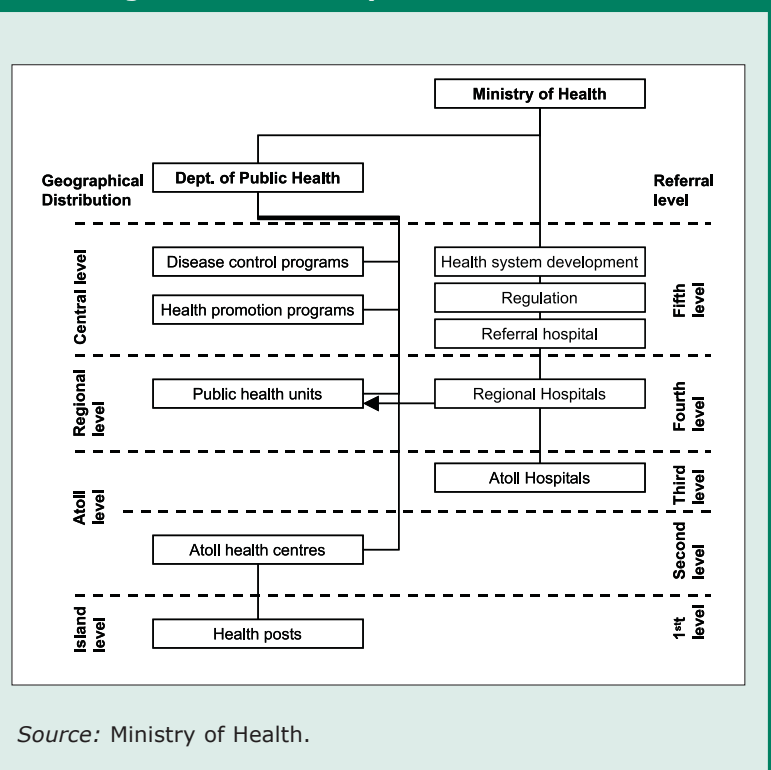 Ministry of Health
Geographical
Distribution
Dept. of Public Health
Referral
level
Central level
Disease control programs
Health system development
Fifth
level
Health promotion programs
Regulation
Referral hospital
Regional
level
Public health units
Regional Hospitals
Fourth
level
Atoll
level
Atoll Hospitals
Third
level
Atoll health centres
Second
level
Island
level
Health posts
1stt
level
Source: Ministry of Health.